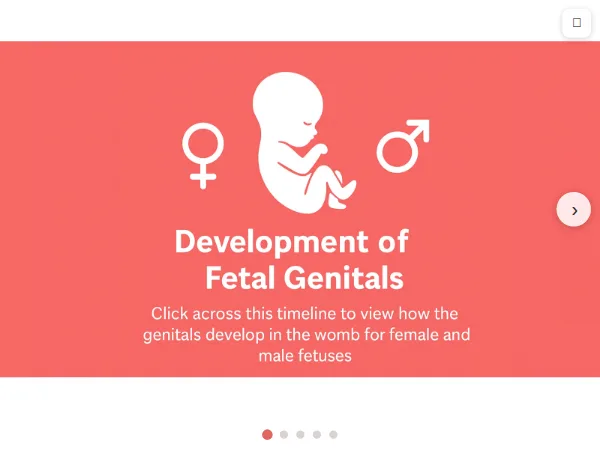 Development of
Fetal Genitals
Click across this timeline to view how the
genitals develop in the womb for female and
male fetuses